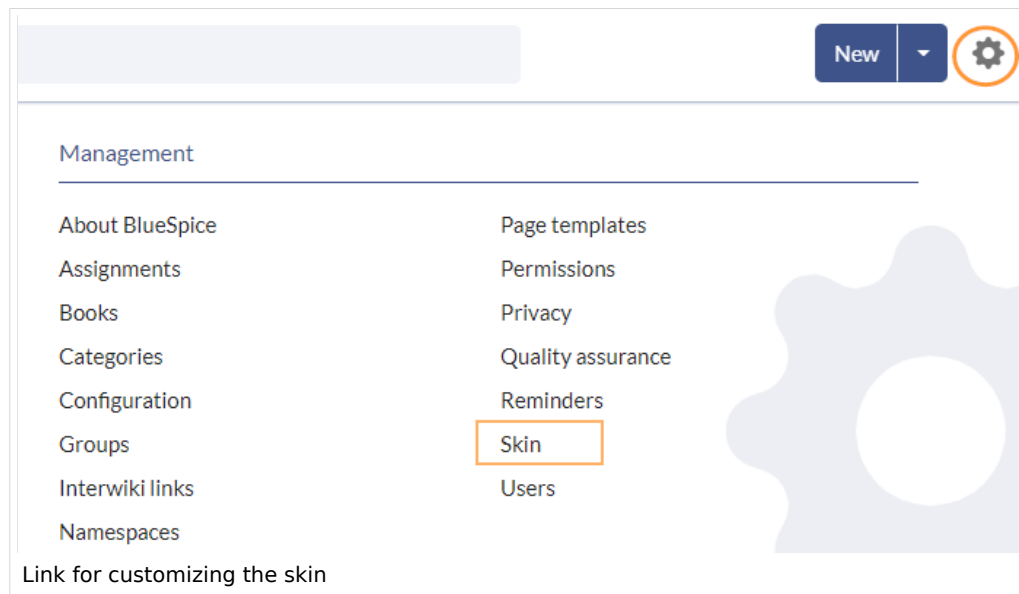 New
Management
About BlueSpice
Assignments
Books
Categories
Configuration
Groups
Interwiki links
Namespaces
Page templates
Permissions
Privacy
Quality assurance
Reminders
Skin
Users
Link for customizing the skin